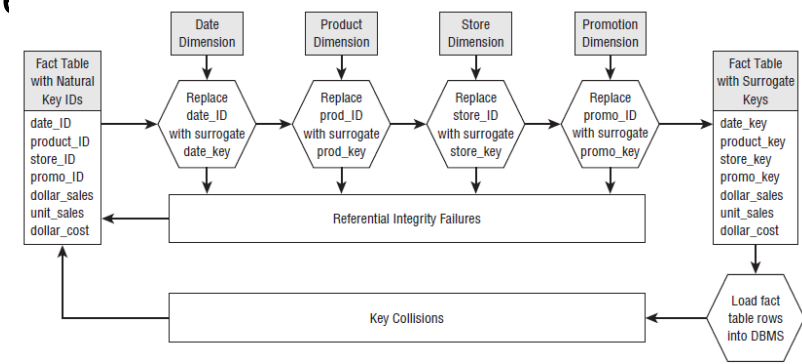 Date
Dimension
Product
Dimension
Store
Dimension
Promotion
Dimension
Fact Table
with Natural
Key IDs
date_ID
product_ID
store_ID
promo_ID
dollar_sales
unit_sales
dollar_cost
Replace
date_ID
with surrogate
date_key
Replace
prod_ID
with surrogate
prod_key
Replace
store_ID
with surrogate
store_key
Replace
promo_ID
with surrogate
promo_key
Fact Table
with Surrogate
Keys
date_key
product_key
store_key
promo_key
dollar_sales
unit_sales
dollar_cost
Referential Integrity Failures
Key Collisions
Load fact
table rows
into DBMS